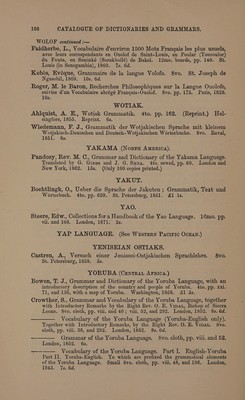 166 CATALOGUE OF DICTIONARIES AND GRAMMARS.
WOLOF continued—
Faidherbe, L., Vocabulaire d'environ 1500 Mots Français les plus usuels,
avec leurs correspondants en Ouolof de Saint-Louis, en Poular (Toucouler)
du Fouta, en Soninké (Sarakhollé) de Bakel. 12mo. boards, pp. 140. St.
Louis (in Senegambia), 1860. 7s. 6d.
Kobès, Evêque, Grammaire de la langue Volofe. 8vo. St. Joseph de
Ngasobil, 1869. 12s. 6d.
Roger, M. le Baron, Recherches Philosophiques sur la Langue Ouolofe,
suivies d'un Vocabulaire abrégé Français-Ouolof. 8vo. pp. 175. Paris, 1829.
10s.
WOTIAK.
Ahlquist, A. E., Wotisk Grammatik. 4to. pp. 162. (Reprint.) Hel-
singfors, 1855. Reprint. 6s.
Wiedemann, F. J., Grammatik der Wotjakischen Sprache mit kleinem
Wotjakisch-Deutschen und Deutsch-Wotjakischen Wörterbuche. 8vo. Reval,
1851. 8s.
YAKAMA (NORTH AMERICA).
Pandosy, Rev. M. C., Grammar and Dictionary of the Yakama Language.
Translated by G. Gibbs and J. G. Shea. 4to. sewed, pp. 60. London and
New York, 1862. 15s. (Only 100 copies printed.)
YAKUT.
Boehtlingk, O., Ueber die Sprache der Jakuten; Grammatik, Text und
Wörterbuch. 4to. pp. 659. St. Petersburg, 1851. £1 1s.
YAO.
Steere, Edw., Collections for a Handbook of the Yao Language. 16mo. pp.
vii. and 106. London, 1871. 3s.
YAP LANGUAGE. (See WESTERN PACIFIC OCEAN.)
YENISEIAN OSTIAKS.
Castren, A., Versuch einer Jenissei-Ostjakischen Sprachlehre. 8vo.
St. Petersburg, 1858. 5s.
YORUBA (CENTRAL AFRICA.)
Bowen, T. J., Grammar and Dictionary of the Yoruba Language, with an
introductory description of the country and people of Yoruba. 4to. pp. xxi.
71, and 136, with a map of Yoruba. Washington, 1858. £1 5s.
Crowther, S., Grammar and Vocabulary of the Yoruba Language, together
with Introductory Remarks by the Right Rev. O. E. VIDAL, Bishop of Sierra
Leone. 8vo. cloth, pp. viii. and 46; viii. 52, and 292. London, 1852. 9s. 6d.
——— Vocabulary of the Yoruba Language (Yoruba-English only).
Together with Introductory Remarks, by the Right Rev. O. E. VIDAL. 8vo.
cloth, pp. viii. 38, and 292. London, 1852. 8s. 6d.
——— Grammar of the Yoruba Language. 8vo. cloth, pp. viii. and 52.
London, 1852. 6s.
——— Vocabulary of the Yoruba Language. Part I. English-Yoruba
Part II. Yoruba-English. To which are prefixed the grammatical elements
of the Yoruba Language. Small 8vo. cloth, pp. viii. 48, and 196. London,
1843. 7s. 6d.